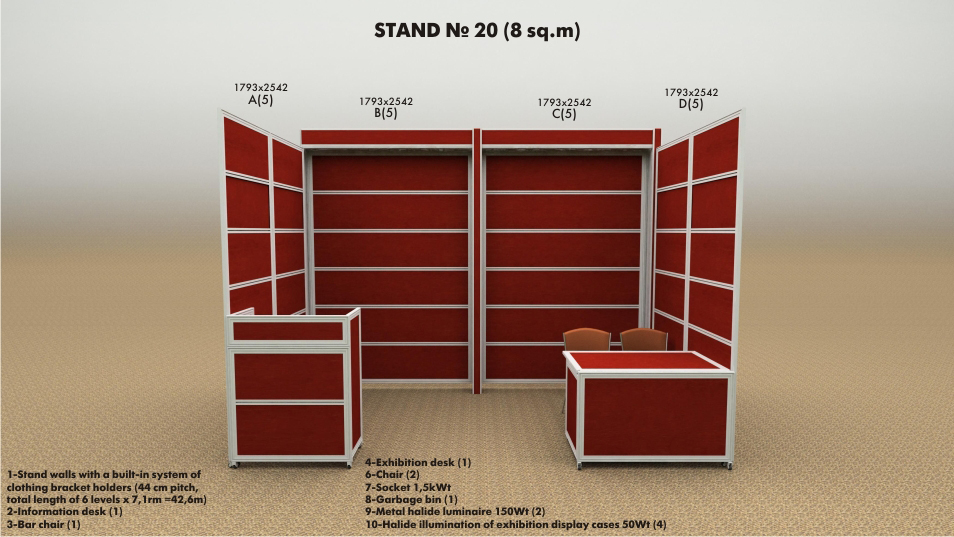 STAND № 20 (8 sq.m)
1793x2542
A(5)
1793x2542
B(5)
1793x2542
C(5)
1793x2542
D(5)
1-Stand walls with a built-in system of
clothing bracket holders (44 cm pitch,
total length of 6 levels x 7,1rm =42,6m)
2-Information desk (1)
3-Bar chair (1)
4-Exhibition desk (1)
6-Chair (2)
7-Socket 1,5kWt
8-Garbage bin (1)
9-Metal halide luminaire 150Wt (2)
10-Halide illumination of exhibition display cases 50Wt (4)